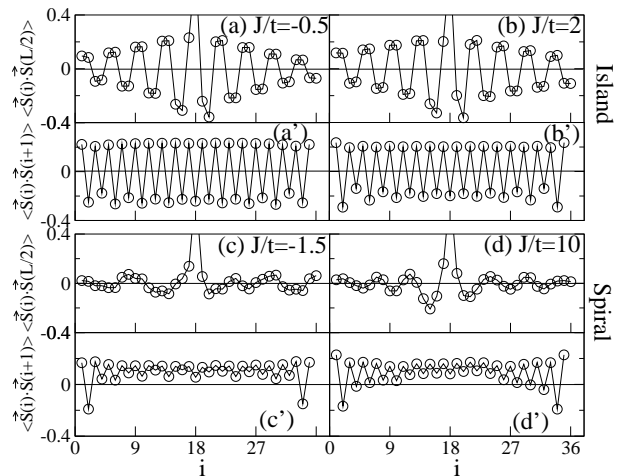 0.4
(a) J/t=-0.5
(b) J/t=2
0
-0.4
<S(i)·S(L/2)>
Island
(a')
(b')
0
-0.4
<S(i)·S(i+1)>
0.4
(c) J/t=-1.5
(d) J/t=10
0
-0.4
<S(i)·S(L/2)>
Spiral
(c')
(d')
0
-0.4
<S(i)·S(i+1)>
0 9 18 27 0 9 18 27 36
i i